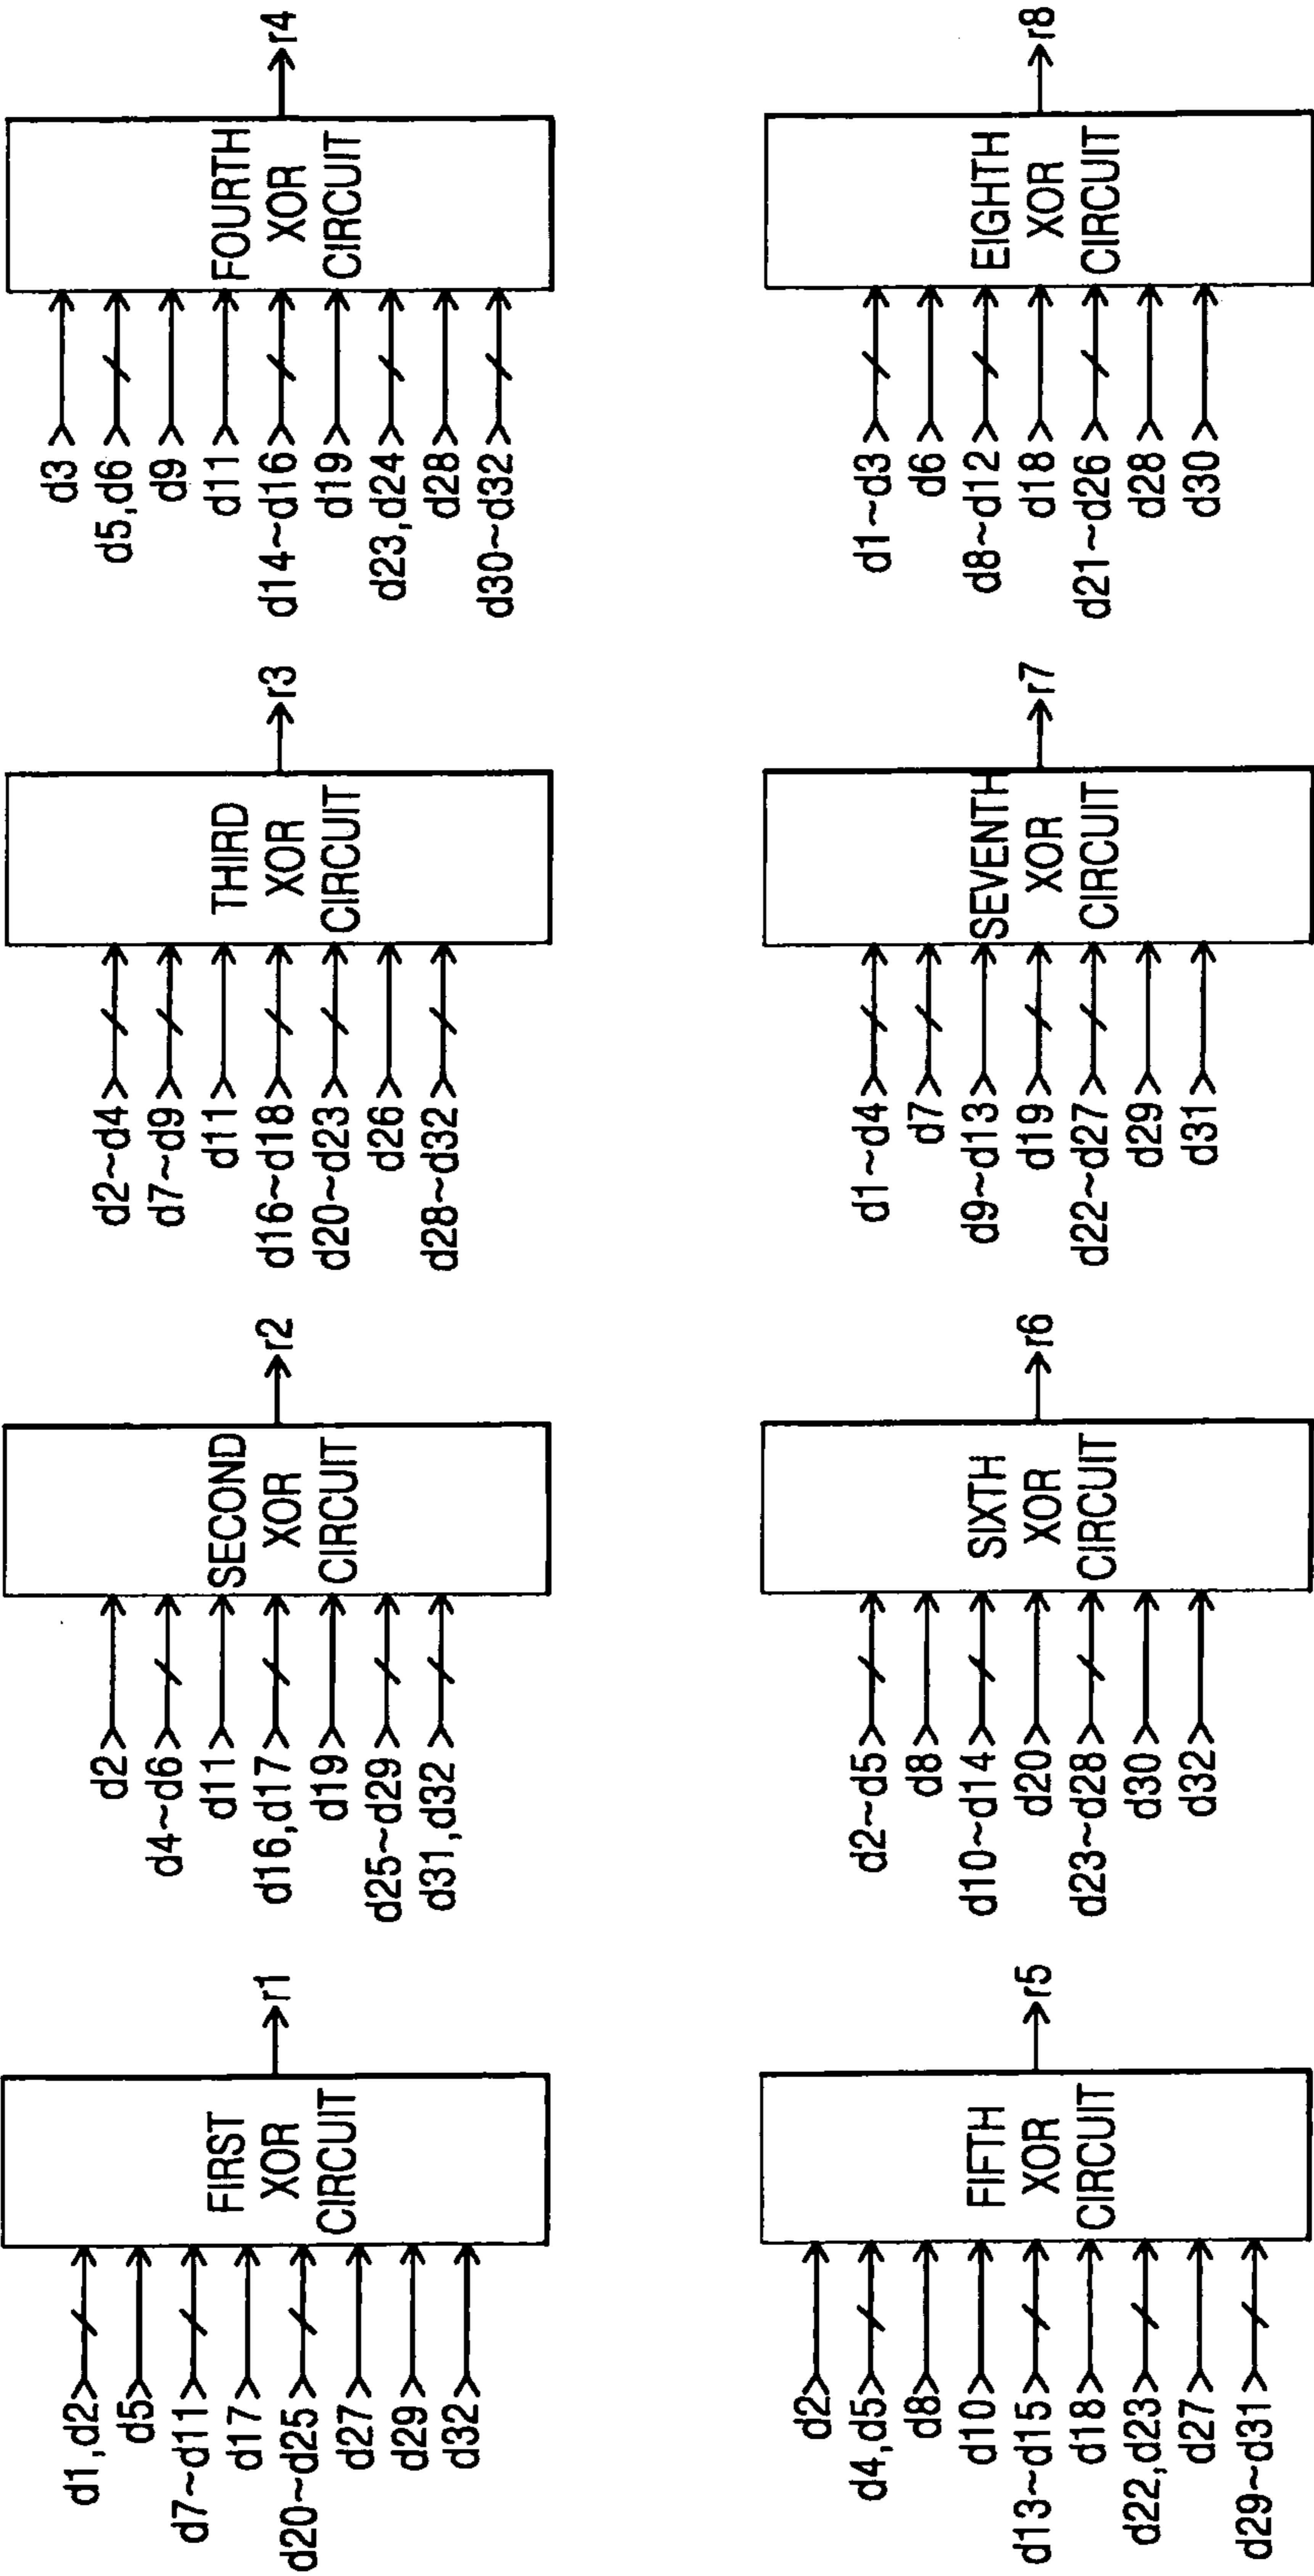 d1,d2
d5
d7~d11
d17
d20~d25
d27
d29
d32
FIRST
XOR
CIRCUIT
r1
d2
d4~d6
d11
d16,d17
d19
d25~d29
d31,d32
SECOND
XOR
CIRCUIT
r2
d2~d4
d7~d9
d11
d16~d18
d20~d23
d26
d28~d32
THIRD
XOR
CIRCUIT
r3
d3
d5,d6
d9
d11
d14~d16
d19
d23,d24
d28
d30~d32
FOURTH
XOR
CIRCUIT
r4
d2
d4,d5
d8
d10
d13~d15
d18
d22,d23
d27
d29~d31
FIFTH
XOR
CIRCUIT
r5
d2~d5
d8
d10~d14
d20
d23~d28
d30
d32
SIXTH
XOR
CIRCUIT
r6
d1~d4
d7
d9~d13
d19
d22~d27
d29
d31
SEVENTH
XOR
CIRCUIT
r7
d1~d3
d6
d8~d12
d18
d21~d26
d28
d30
EIGHTH
XOR
CIRCUIT
r8